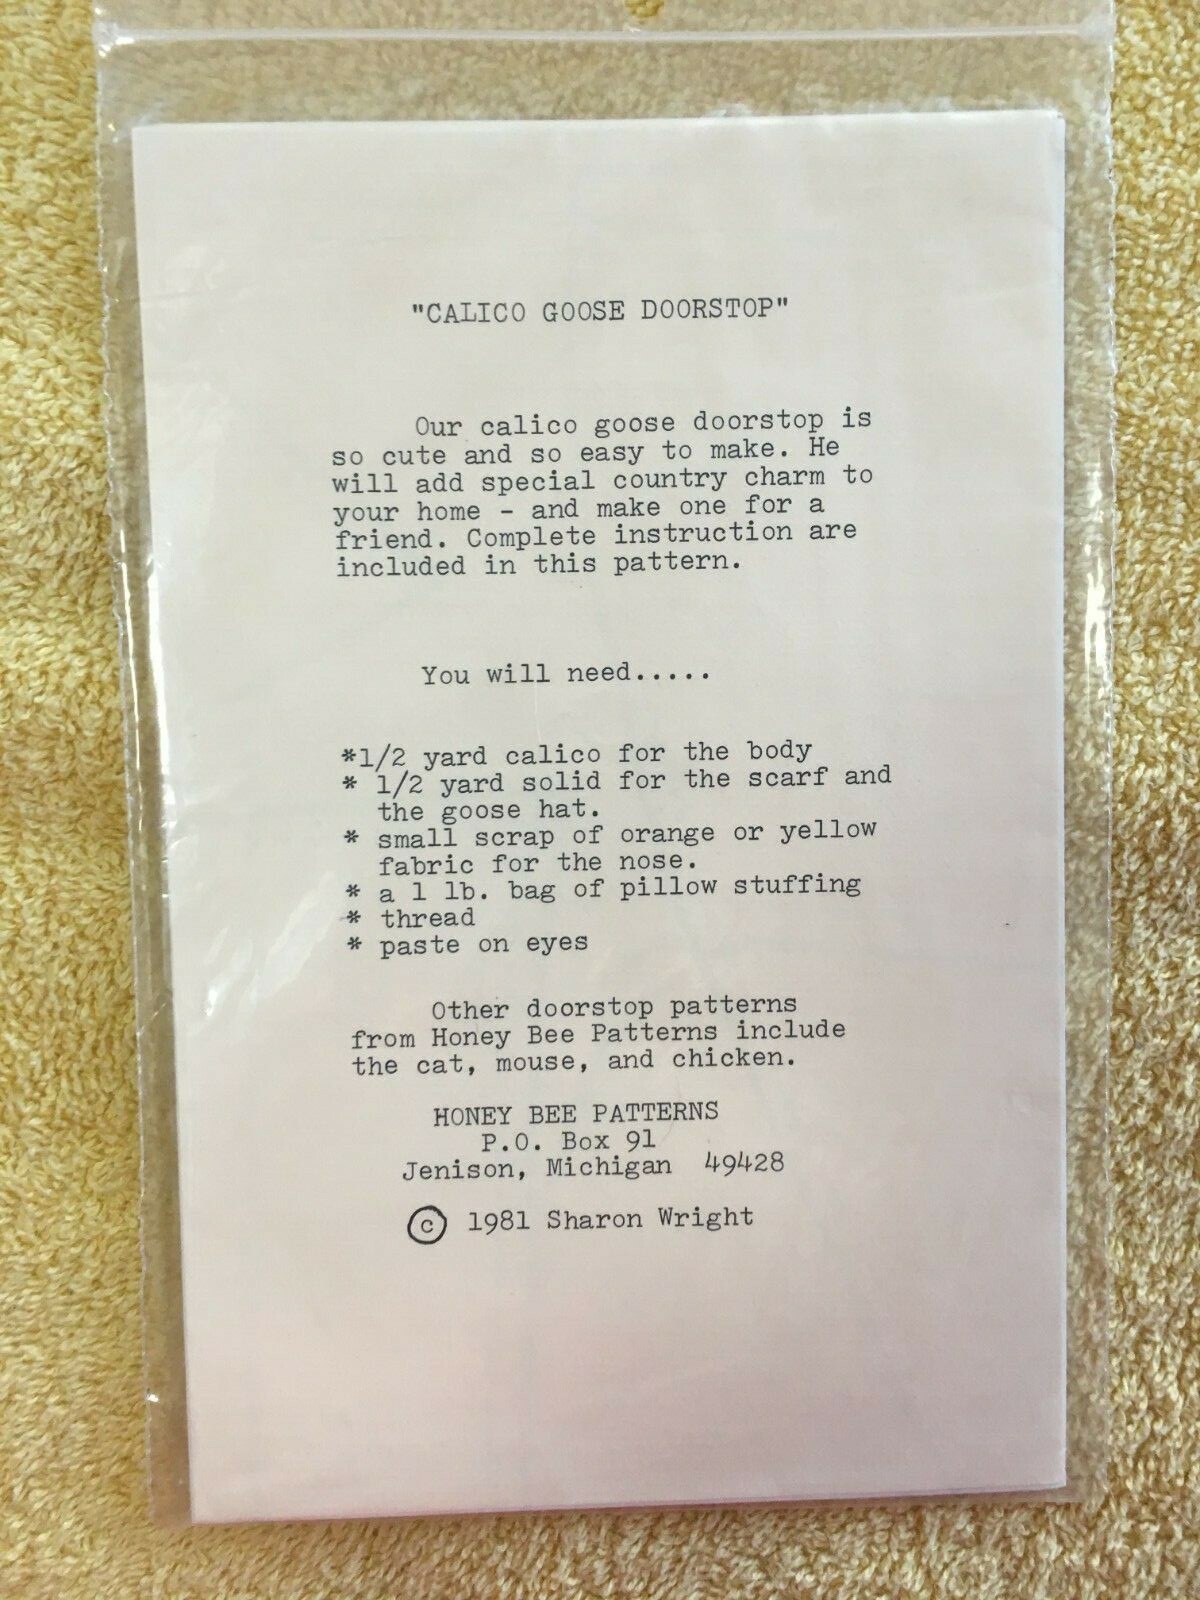 "CALICO GOOSE DOORSTOP"
Our calico goose doorstop is
so cute and so easy to make. He
will add special country charm to
your home - and make one for a
friend. Complete instruction are
included in this pattern.
You will need.....
*1/2 yard calico for the body
* 1/2 yard solid for the scarf and
the goose hat.
* small scrap of orange or yellow
fabric for the nose.
* a 1 lb. bag of pillow stuffing
* thread
* paste on eyes
Other doorstop patterns
from Honey Bee Patterns include
the cat, mouse, and chicken.
HONEY BEE PATTERNS
P.O. Box 91
Jenison, Michigan  49428
© 1981 Sharon Wright